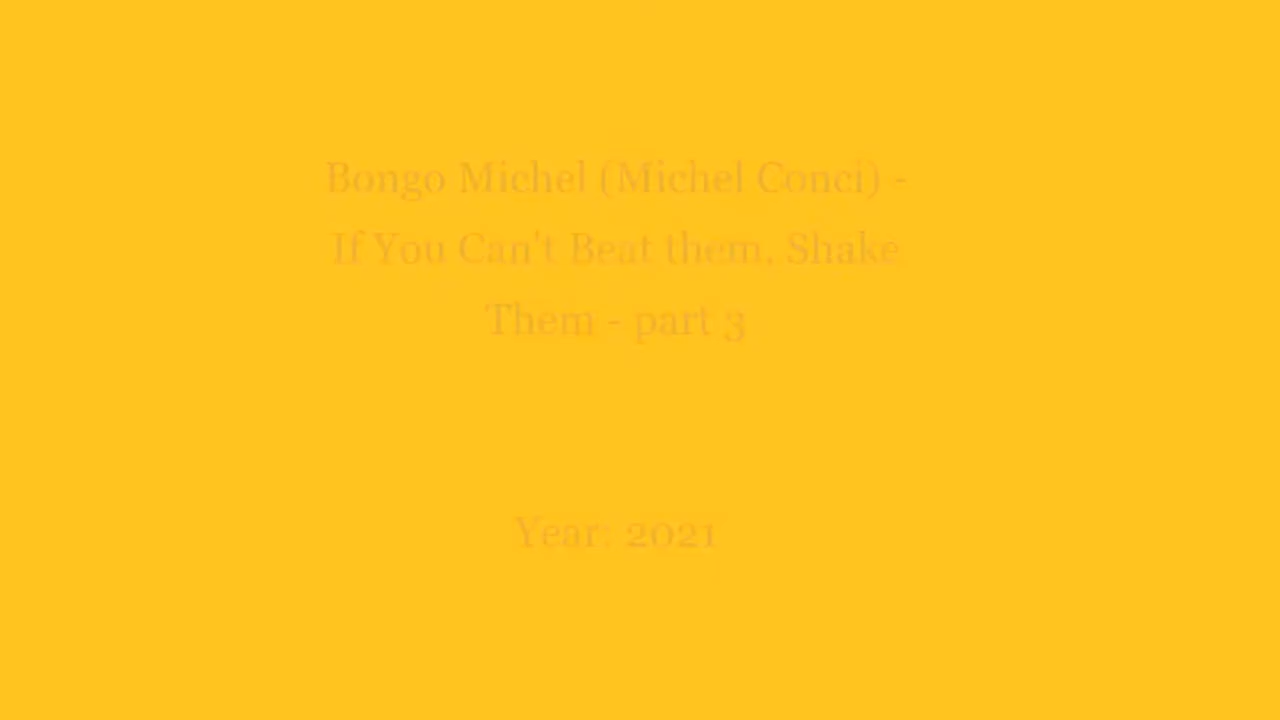 Bongo Michel (Michel Conci) -
If You Can't Beat them, Shake
Them - part 3
Year: 2021